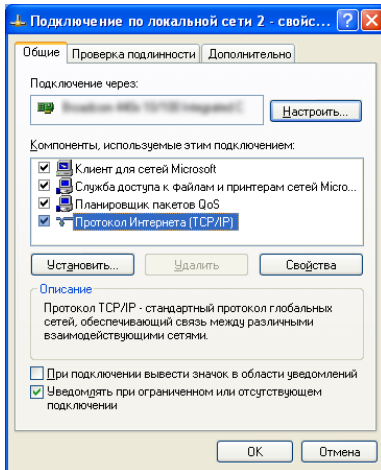 Подключение по локальной сети 2 - свойс...
Общие Проверка подлинности Дополнительно
Подключение через:
Настроить...
Компоненты, используемые этим подключением:
Клиент для сетей Microsoft
Служба доступа к файлам и принтерам сетей Micro...
Планировщик пакетов QoS
Протокол Интернета (TCP/IP)
Установить... Удалить Свойства
Описание
Протокол TCP/IP - стандартный протокол глобальных
сетей, обеспечивающий связь между различными
взаимодействующими сетями.
При подключении вывести значок в области уведомлений
Уведомлять при ограниченном или отсутствующем
подключении
OK Отмена